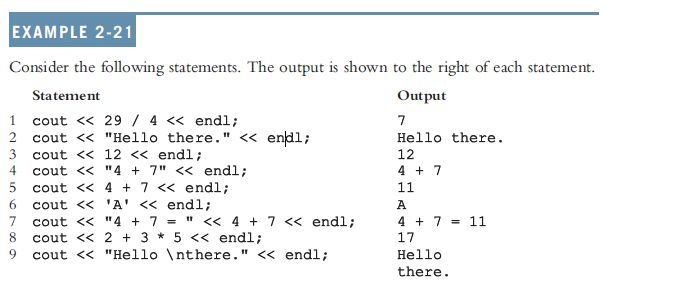 EXAMPLE 2-21
Consider the following statements. The output is shown to the right of each statement.
Statement Output
1 cout << 29 / 4 << endl; 7
2 cout << "Hello there." << endl; Hello there.
3 cout << 12 << endl; 12
4 cout << "4 + 7" << endl; 4 + 7
5 cout << 4 + 7 << endl; 11
6 cout << 'A' << endl; A
7 cout << "4 + 7 = " << 4 + 7 << endl; 4 + 7 = 11
8 cout << 2 + 3 * 5 << endl; 17
9 cout << "Hello \nthere." << endl; Hello
there.